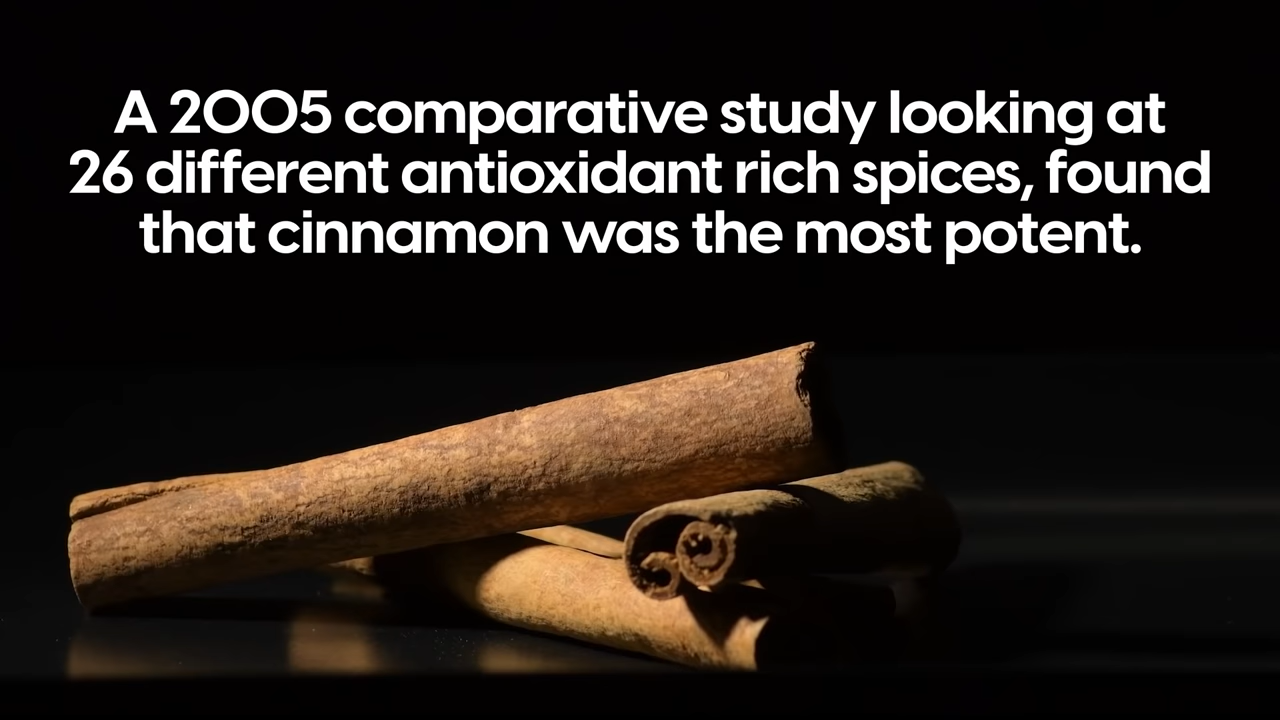 A 2005 comparative study looking at
26 different antioxidant rich spices, found
that cinnamon was the most potent.